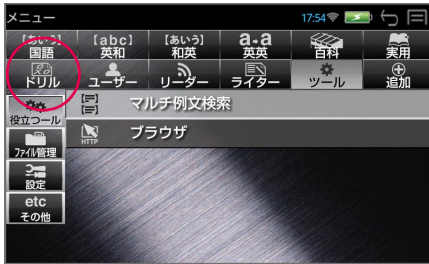 メニュー 17:54
【あいう】 【abc】 【あいう】 a-a
国語 英和 和英 英英 百科 実用
ドリル ユーザー リーダー ライター ツール 追加
役立つツール
マルチ例文検索
HTTP ブラウザ
ファイル管理
設定
etc
その他